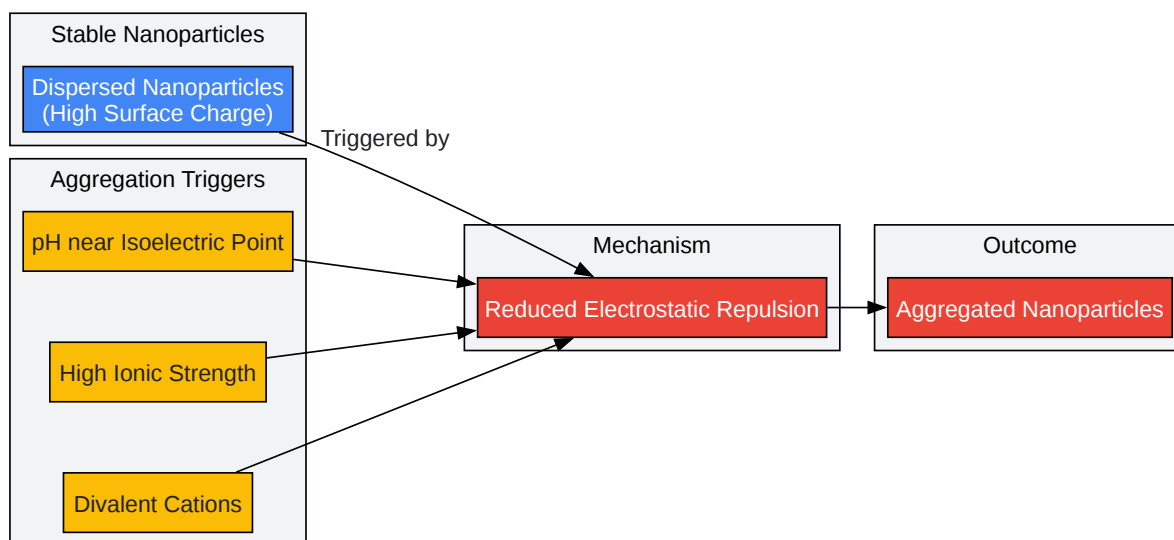 Stable Nanoparticles
Dispersed Nanoparticles
(High Surface Charge)
Triggered by
Aggregation Triggers
pH near Isoelectric Point
High Ionic Strength
Divalent Cations
Mechanism
Reduced Electrostatic Repulsion
Outcome
Aggregated Nanoparticles